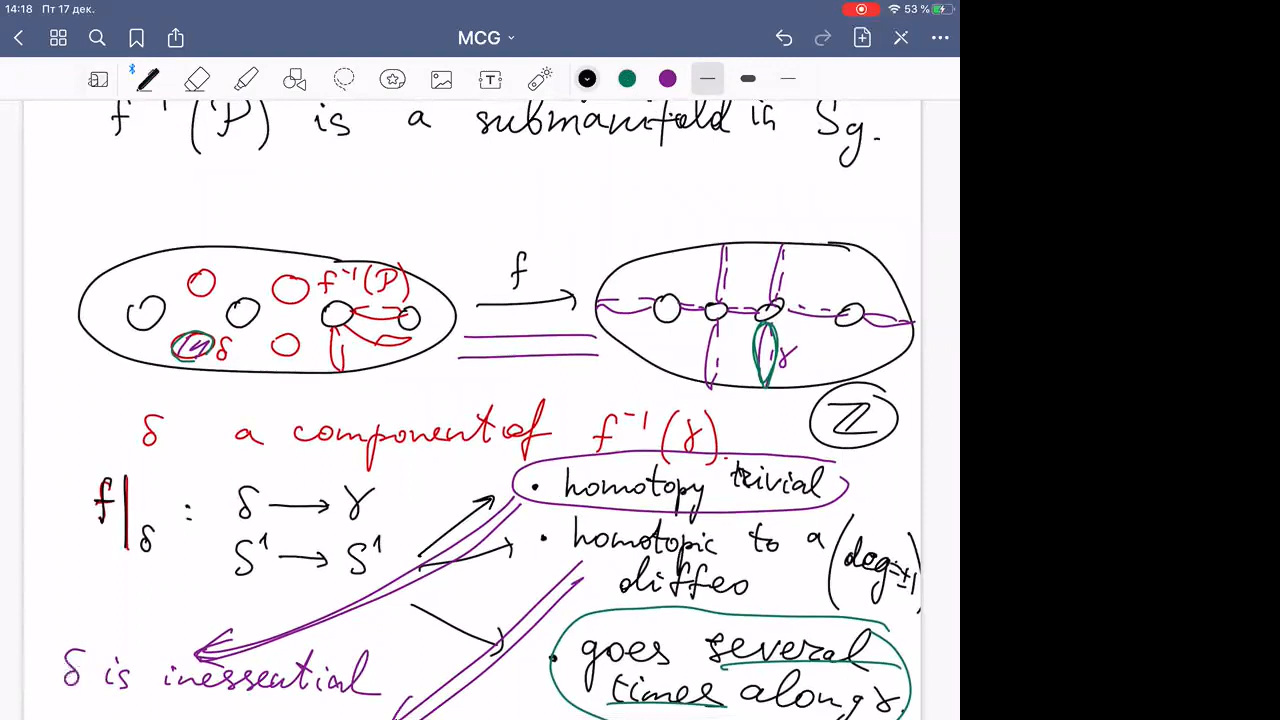 14:18 Пт 17 дек.
53 %
MCG
f⁻¹(P) is a submanifold in Sg.
f⁻¹(P)
f
δ
γ
ℤ
δ a component of f⁻¹(γ).
f|δ : δ → γ
S¹ → S¹
• homotopy trivial
• homotopic to a diffeo (deg=±1)
• goes several times along γ.
δ is inessential